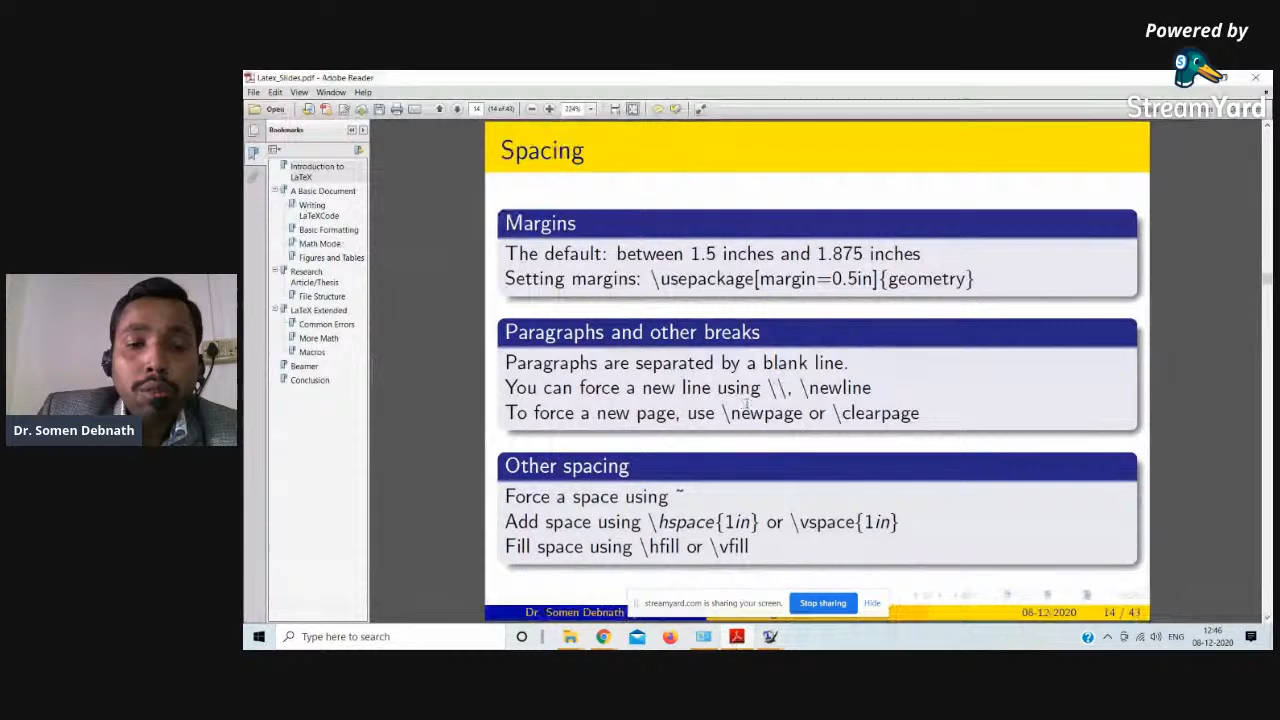 Powered by
StreamYard
Latex_Slides.pdf - Adobe Reader
File Edit View Window Help
Open 14 (14 of 43) 224%
Bookmarks
Introduction to
LaTeX
A Basic Document
Writing
LaTeXCode
Basic Formatting
Math Mode
Figures and Tables
Research
Article/Thesis
File Structure
LaTeX Extended
Common Errors
More Math
Macros
Beamer
Conclusion
Spacing
Margins
The default: between 1.5 inches and 1.875 inches
Setting margins: \usepackage[margin=0.5in]{geometry}
Paragraphs and other breaks
Paragraphs are separated by a blank line.
You can force a new line using \\, \newline
To force a new page, use \newpage or \clearpage
Other spacing
Force a space using ˜
Add space using \hspace{1in} or \vspace{1in}
Fill space using \hfill or \vfill
streamyard.com is sharing your screen. Stop sharing Hide
Dr. Somen Debnath 08-12-2020 14 / 43
Type here to search
ENG
12:46
08-12-2020
Dr. Somen Debnath